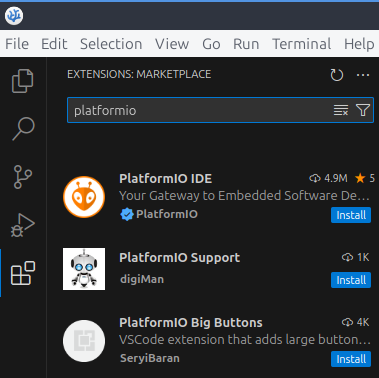 File Edit Selection View Go Run Terminal Help
EXTENSIONS: MARKETPLACE
platformio
PlatformIO IDE 4.9M 5
Your Gateway to Embedded Software De...
PlatformIO Install
PlatformIO Support 1K
digiMan Install
PlatformIO Big Buttons 4K
VSCode extension that adds large button...
SeryiBaran Install